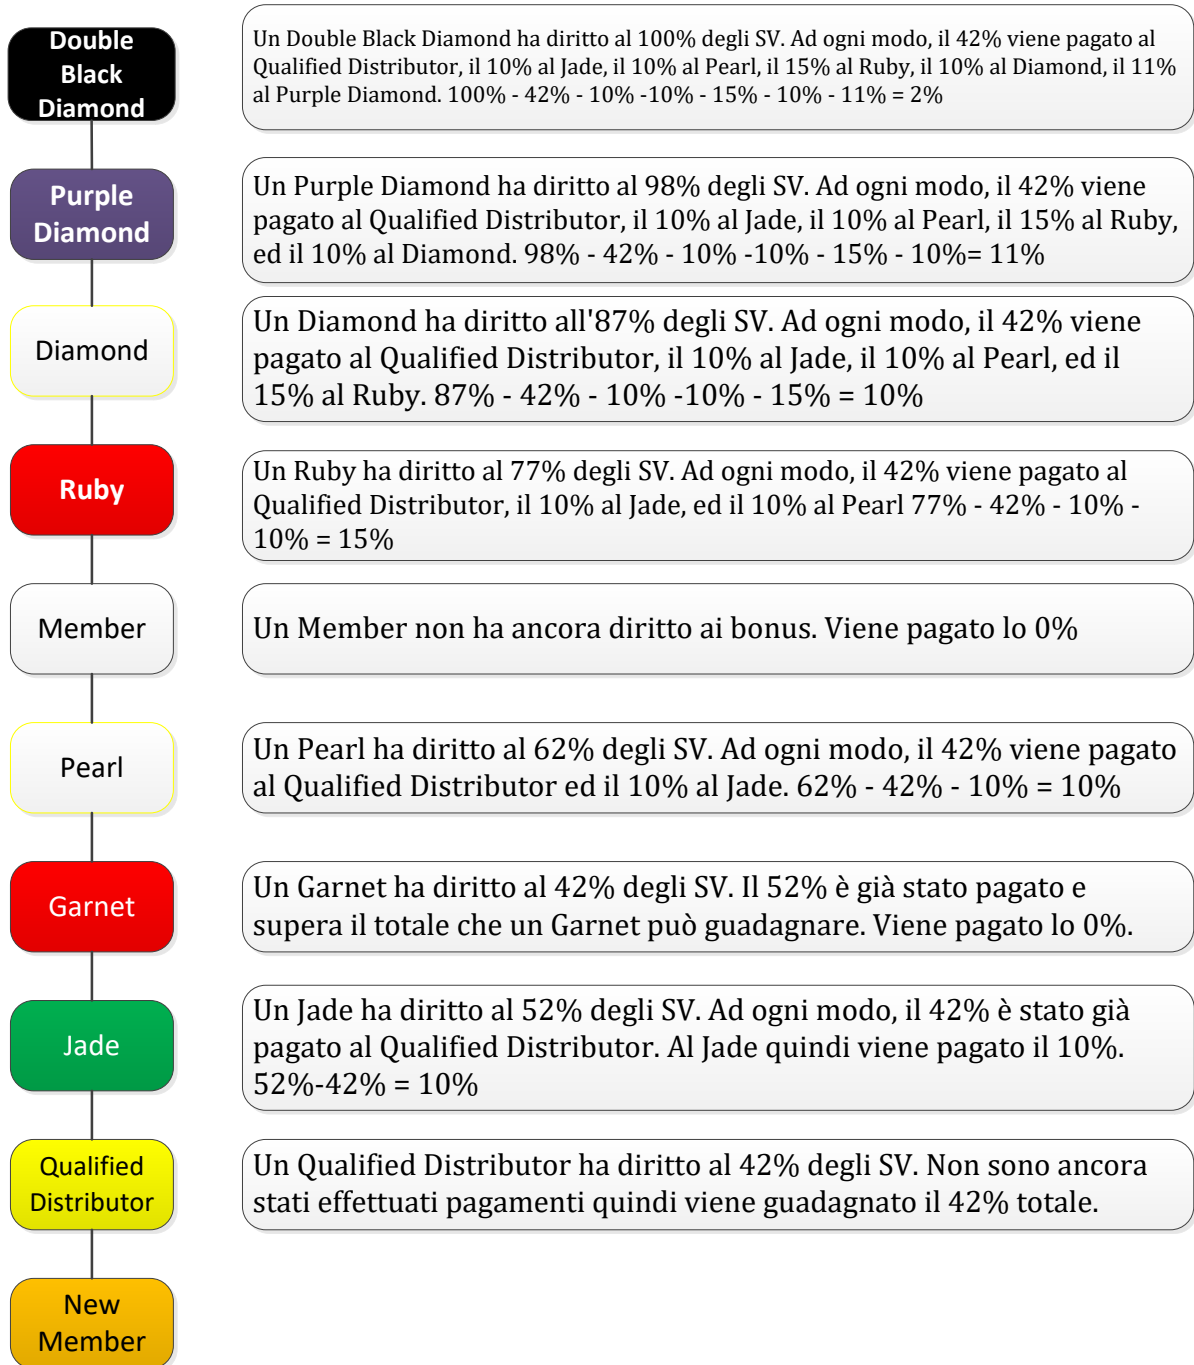 Double
Black
Diamond
Un Double Black Diamond ha diritto al 100% degli SV. Ad ogni modo, il 42% viene pagato al
Qualified Distributor, il 10% al Jade, il 10% al Pearl, il 15% al Ruby, il 10% al Diamond, il 11%
al Purple Diamond. 100% - 42% - 10% -10% - 15% - 10% - 11% = 2%
Purple
Diamond
Un Purple Diamond ha diritto al 98% degli SV. Ad ogni modo, il 42% viene
pagato al Qualified Distributor, il 10% al Jade, il 10% al Pearl, il 15% al Ruby,
ed il 10% al Diamond. 98% - 42% - 10% -10% - 15% - 10%= 11%
Diamond
Un Diamond ha diritto all'87% degli SV. Ad ogni modo, il 42% viene
pagato al Qualified Distributor, il 10% al Jade, il 10% al Pearl, ed il
15% al Ruby. 87% - 42% - 10% -10% - 15% = 10%
Ruby
Un Ruby ha diritto al 77% degli SV. Ad ogni modo, il 42% viene pagato al
Qualified Distributor, il 10% al Jade, ed il 10% al Pearl 77% - 42% - 10% -
10% = 15%
Member
Un Member non ha ancora diritto ai bonus. Viene pagato lo 0%
Pearl
Un Pearl ha diritto al 62% degli SV. Ad ogni modo, il 42% viene pagato
al Qualified Distributor ed il 10% al Jade. 62% - 42% - 10% = 10%
Garnet
Un Garnet ha diritto al 42% degli SV. Il 52% è già stato pagato e
supera il totale che un Garnet può guadagnare. Viene pagato lo 0%.
Jade
Un Jade ha diritto al 52% degli SV. Ad ogni modo, il 42% è stato già
pagato al Qualified Distributor. Al Jade quindi viene pagato il 10%.
52%-42% = 10%
Qualified
Distributor
Un Qualified Distributor ha diritto al 42% degli SV. Non sono ancora
stati effettuati pagamenti quindi viene guadagnato il 42% totale.
New
Member